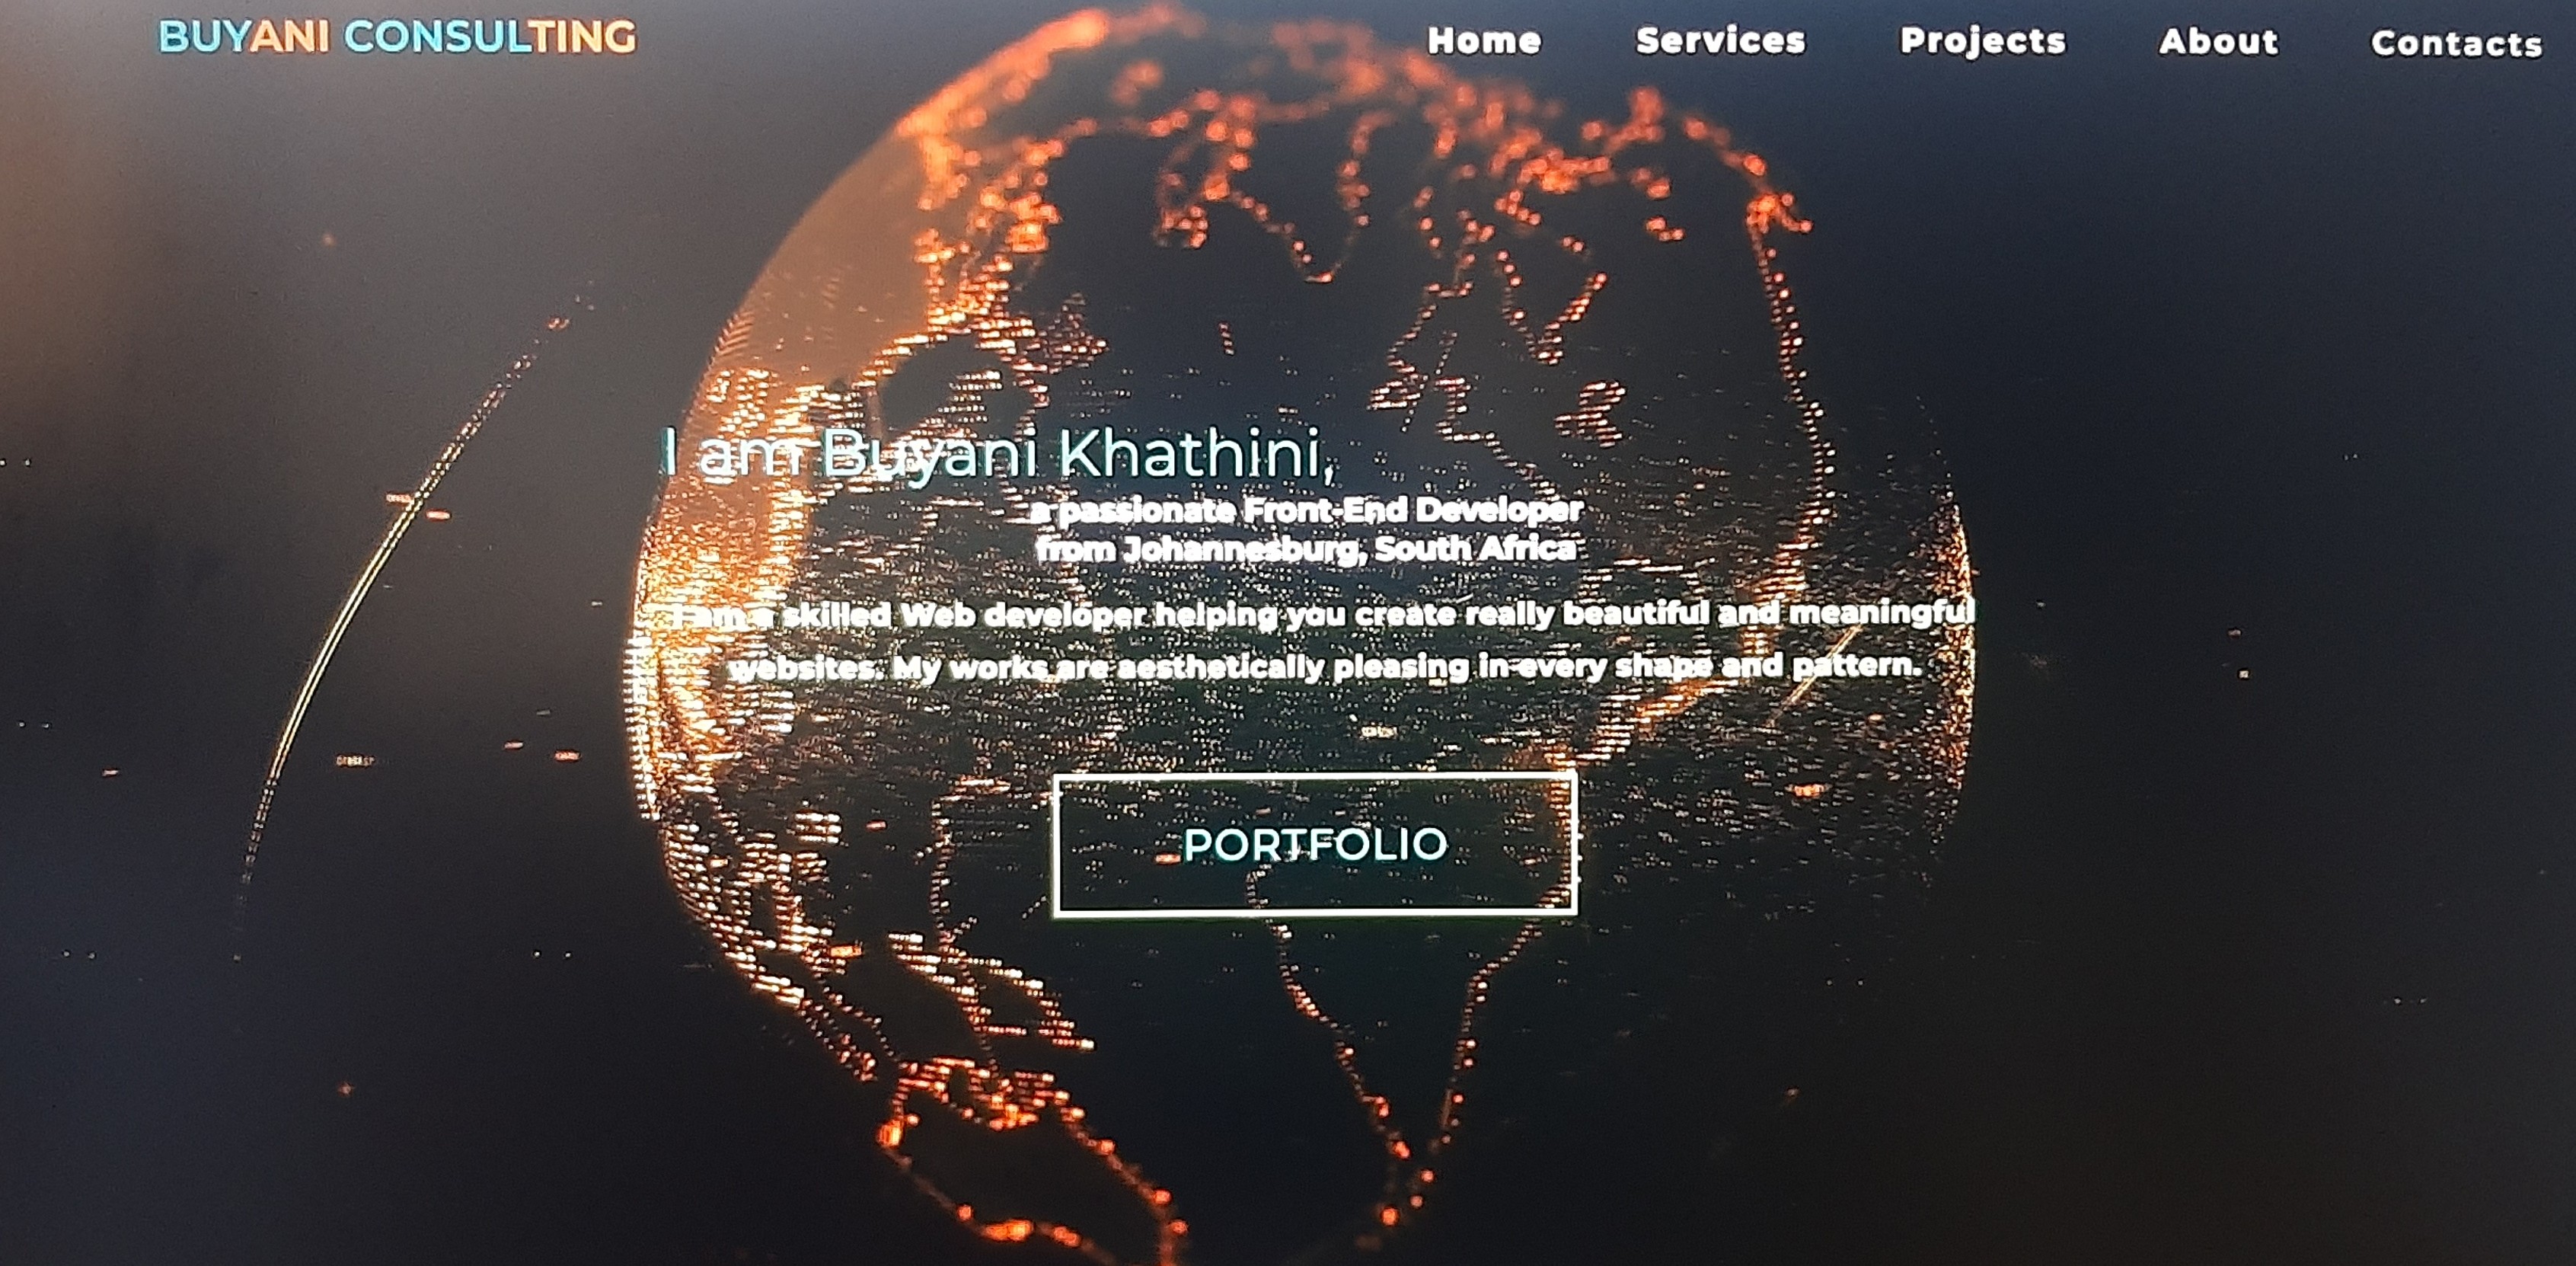 BUYANI CONSULTING
Home Services Projects About Contacts
I am Buyani Khathini,
a passionate Front-End Developer
from Johannesburg, South Africa
I am a skilled Web developer helping you create really beautiful and meaningful
websites. My works are aesthetically pleasing in every shape and pattern.
PORTFOLIO